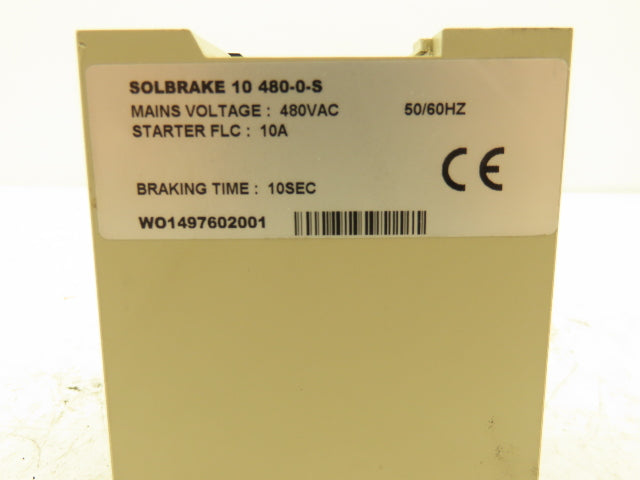 SOLBRAKE 10 480-0-S
MAINS VOLTAGE : 480VAC 50/60HZ
STARTER FLC : 10A
CE
BRAKING TIME : 10SEC
WO1497602001